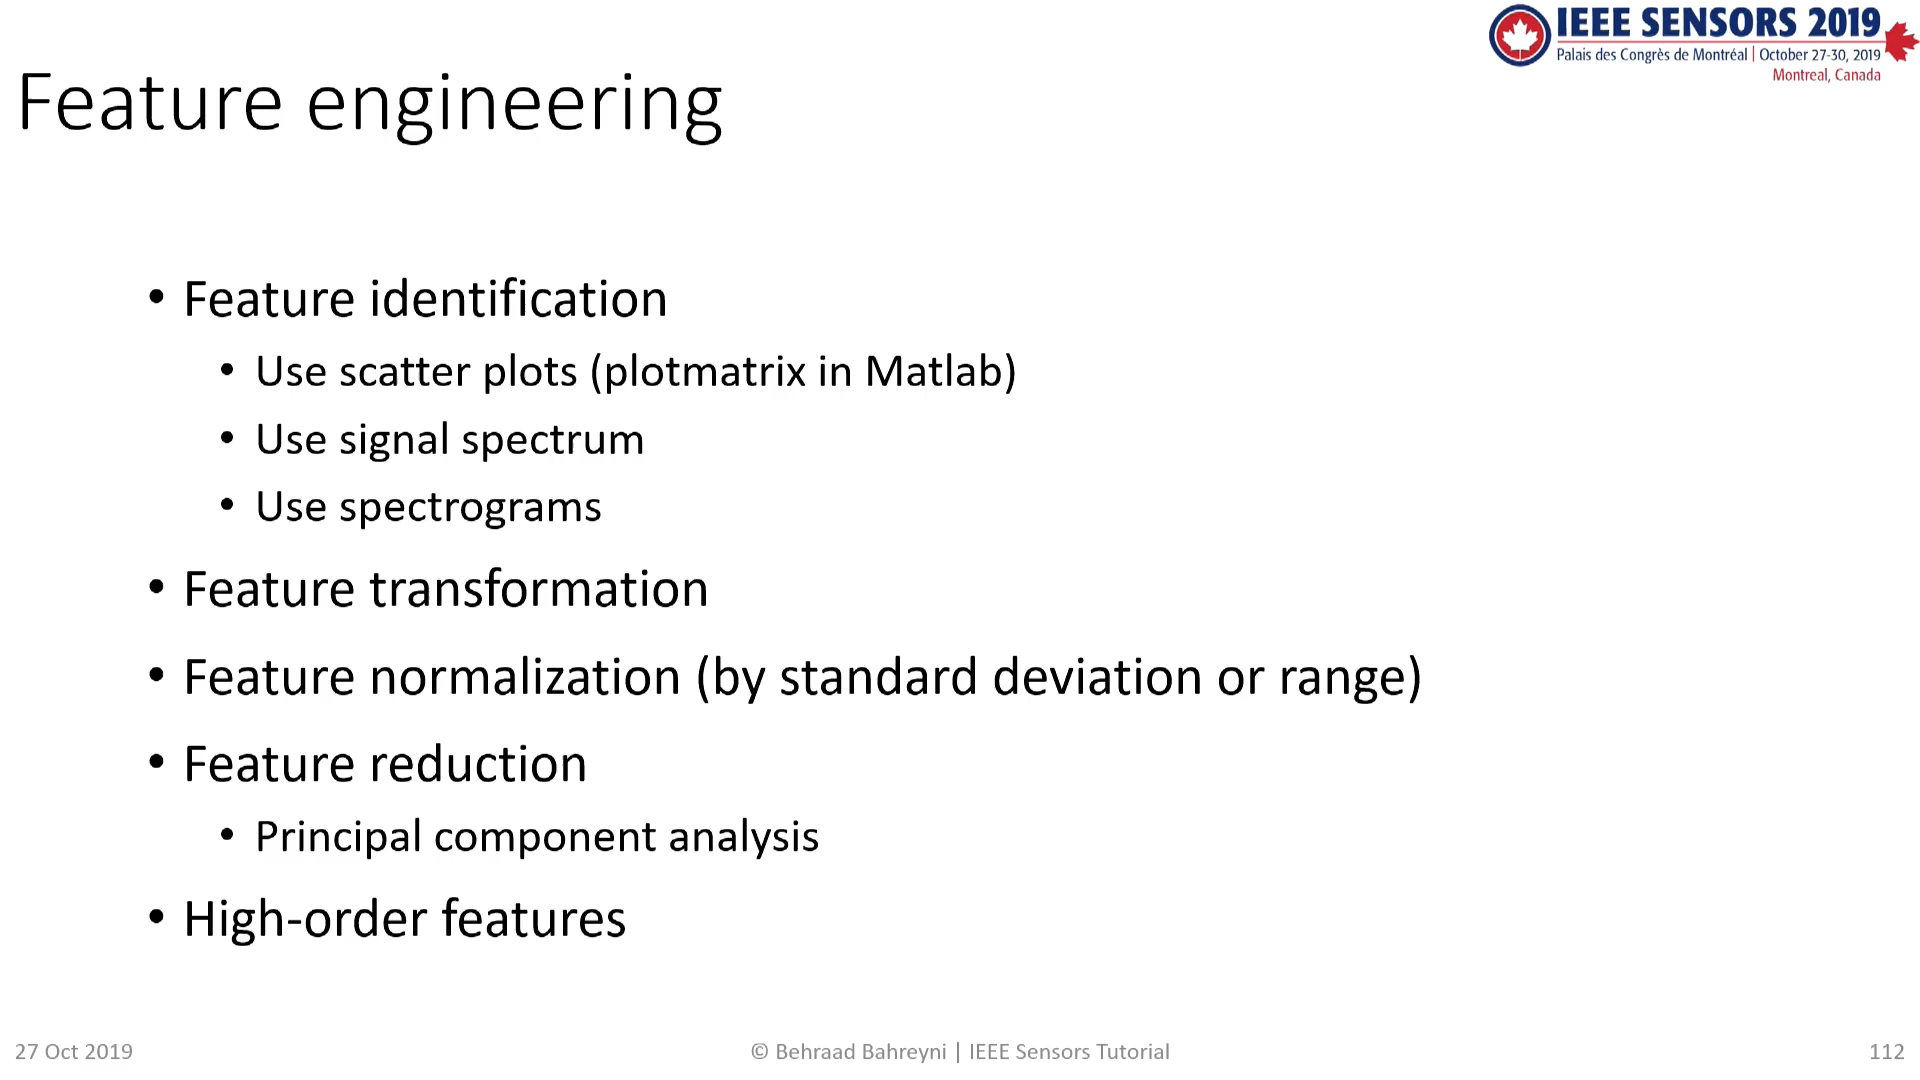 IEEE SENSORS 2019
Palais des Congrès de Montréal | October 27-30, 2019
Montreal, Canada
Feature engineering
• Feature identification
• Use scatter plots (plotmatrix in Matlab)
• Use signal spectrum
• Use spectrograms
• Feature transformation
• Feature normalization (by standard deviation or range)
• Feature reduction
• Principal component analysis
• High-order features
27 Oct 2019
© Behraad Bahreyni | IEEE Sensors Tutorial
112